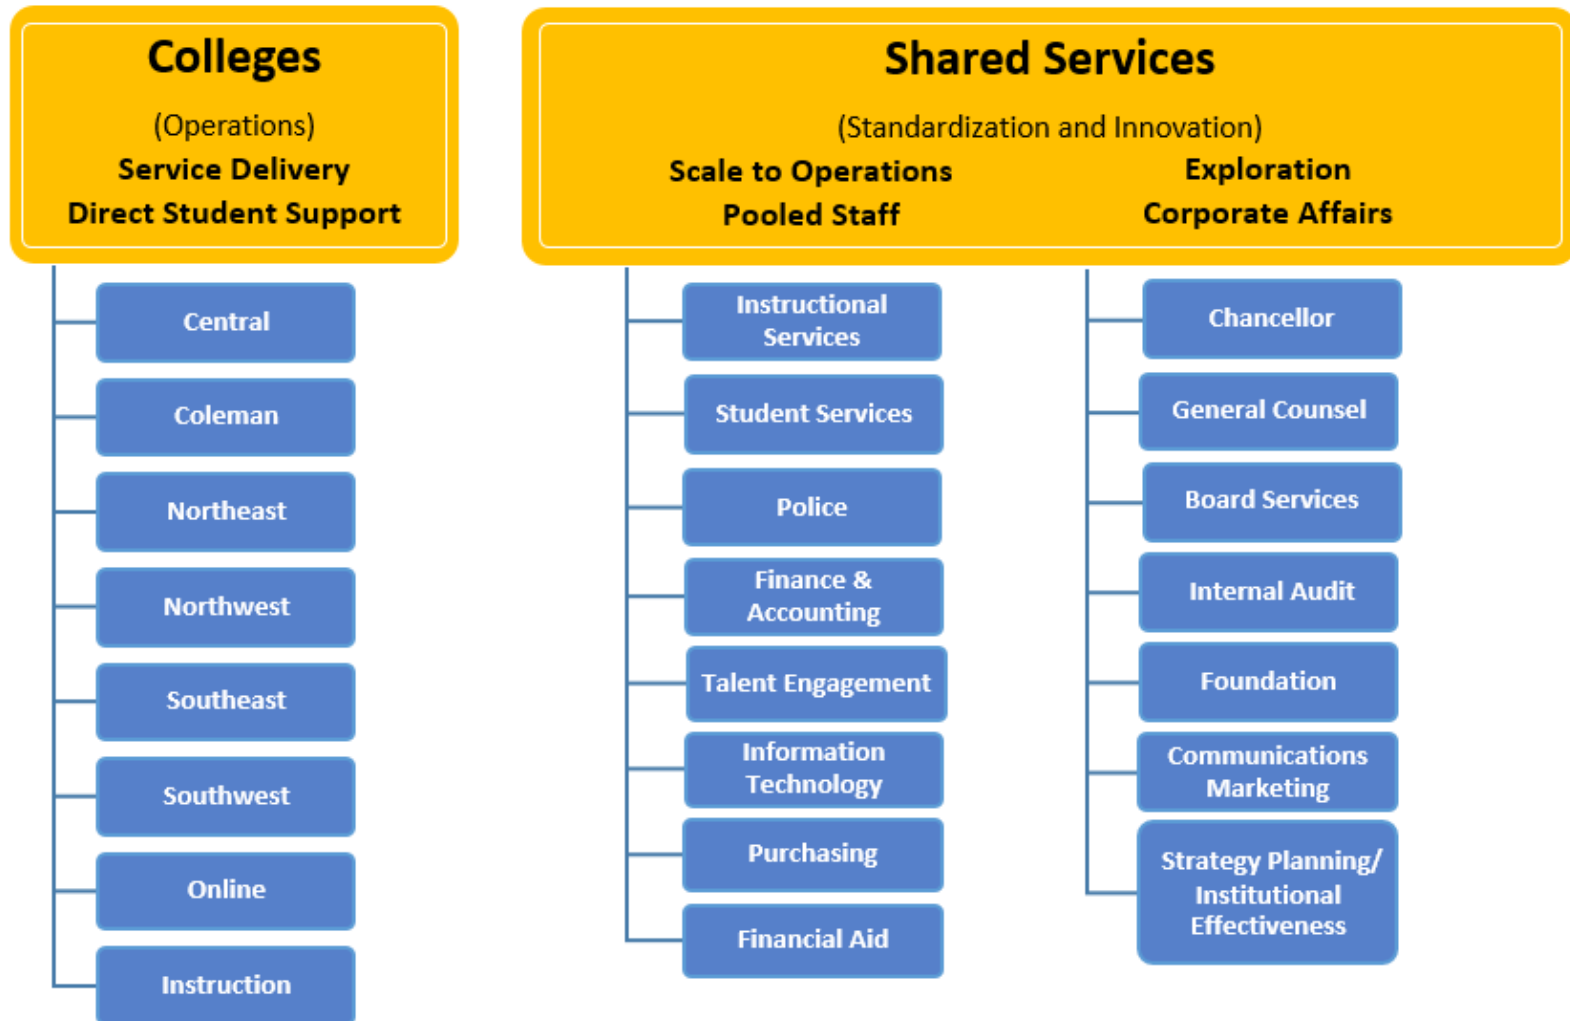 Colleges
(Operations)
Service Delivery
Direct Student Support
Central
Coleman
Northeast
Northwest
Southeast
Southwest
Online
Instruction
Shared Services
(Standardization and Innovation)
Scale to Operations
Pooled Staff
Exploration
Corporate Affairs
Instructional
Services
Student Services
Police
Finance &
Accounting
Talent Engagement
Information
Technology
Purchasing
Financial Aid
Chancellor
General Counsel
Board Services
Internal Audit
Foundation
Communications
Marketing
Strategy Planning/
Institutional
Effectiveness